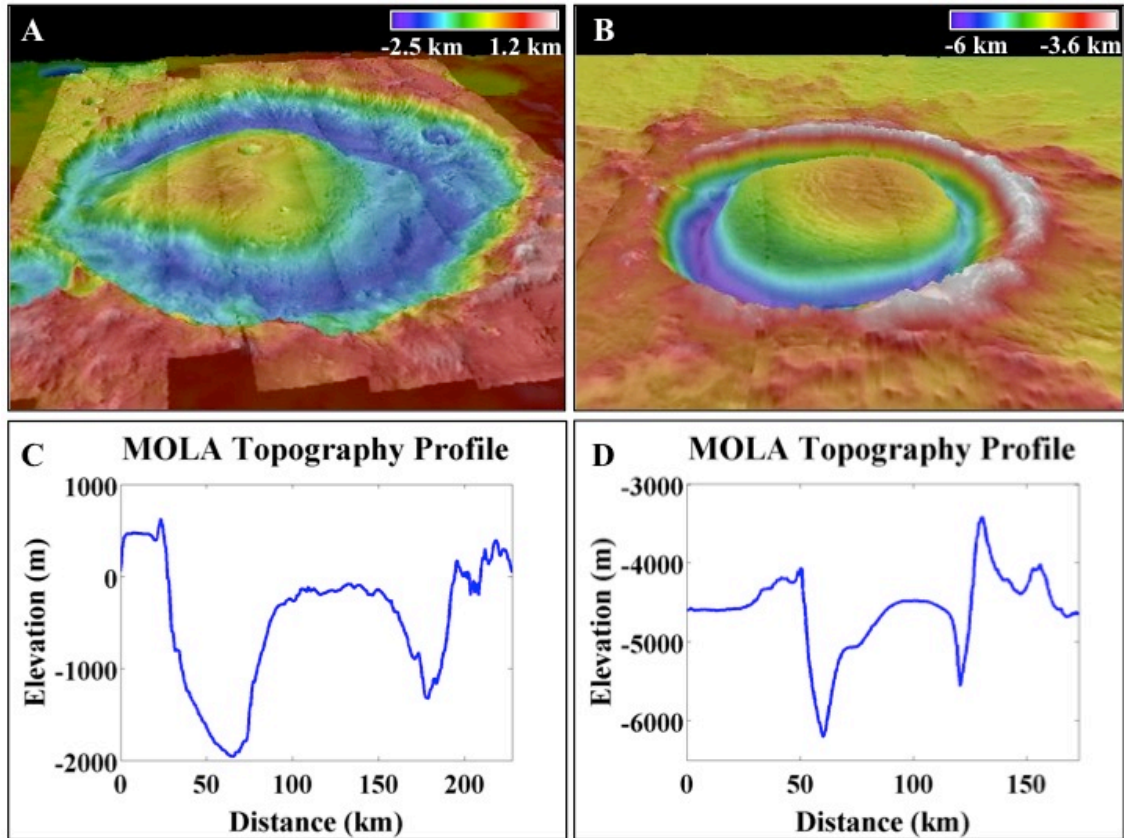 A
-2.5 km 1.2 km
B
-6 km -3.6 km
C MOLA Topography Profile
1000
0
-1000
-2000
Elevation (m)
0 50 100 150 200
Distance (km)
D MOLA Topography Profile
-3000
-4000
-5000
-6000
Elevation (m)
0 50 100 150
Distance (km)